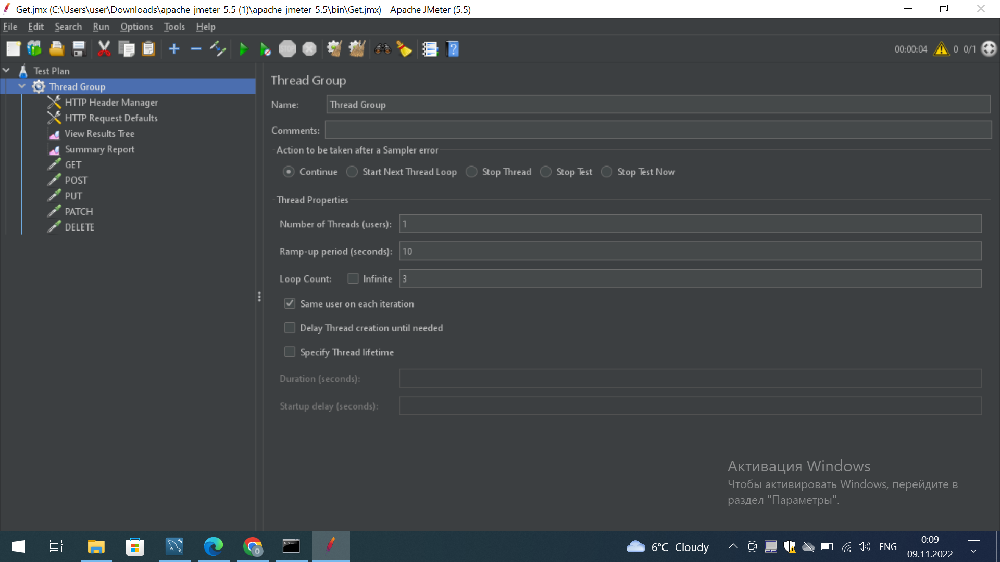 Get.jmx (C:\Users\user\Downloads\apache-jmeter-5.5 (1)\apache-jmeter-5.5\bin\Get.jmx) - Apache JMeter (5.5)
File Edit Search Run Options Tools Help
STOP 00:00:04 0 0/1
Test Plan
Thread Group
HTTP Header Manager
HTTP Request Defaults
View Results Tree
Summary Report
GET
POST
PUT
PATCH
DELETE
Thread Group
Name: Thread Group
Comments:
Action to be taken after a Sampler error
Continue Start Next Thread Loop Stop Thread Stop Test Stop Test Now
Thread Properties
Number of Threads (users): 1
Ramp-up period (seconds): 10
Loop Count: Infinite 3
Same user on each iteration
Delay Thread creation until needed
Specify Thread lifetime
Duration (seconds):
Startup delay (seconds):
Активация Windows
Чтобы активировать Windows, перейдите в
раздел "Параметры".
6°C Cloudy
ENG
0:09
09.11.2022